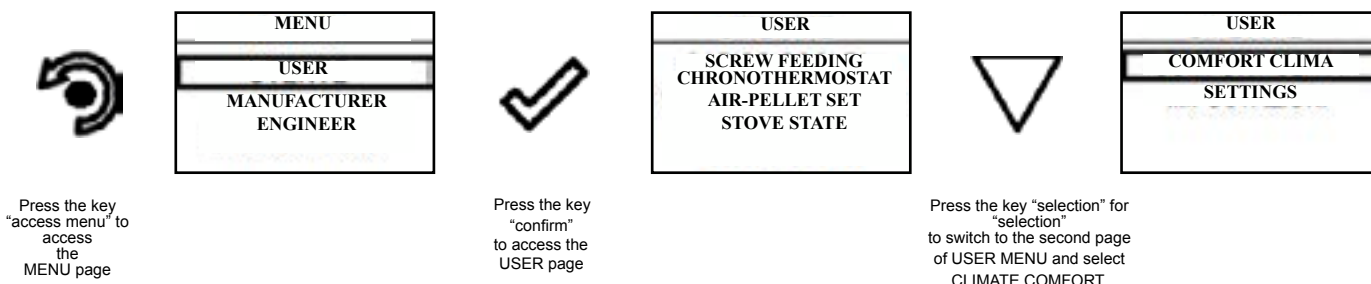 MENU
USER
MANUFACTURER
ENGINEER
USER
SCREW FEEDING
CHRONOTHERMOSTAT
AIR-PELLET SET
STOVE STATE
USER
COMFORT CLIMA
SETTINGS
Press the key
“access menu” to
access
the
MENU page
Press the key
“confirm”
to access the
USER page
Press the key “selection” for
“selection”
to switch to the second page
of USER MENU and select
CLIMATE COMFORT